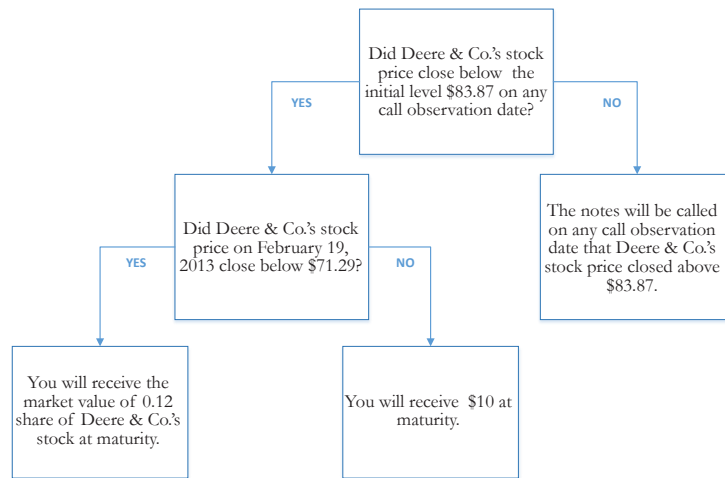 Did Deere & Co.'s stock
price close below the
initial level $83.87 on any
call observation date?
YES
NO
Did Deere & Co.'s stock
price on February 19,
2013 close below $71.29?
The notes will be called
on any call observation
date that Deere & Co.'s
stock price closed above
$83.87.
YES
NO
You will receive the
market value of 0.12
share of Deere & Co.'s
stock at maturity.
You will receive $10 at
maturity.